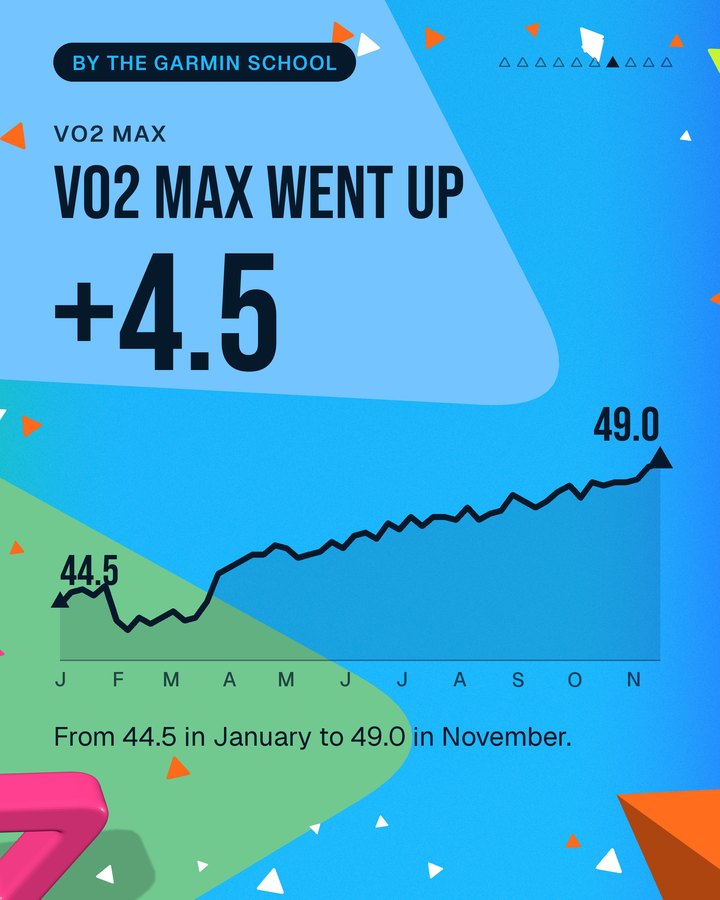 BY THE GARMIN SCHOOL
VO2 MAX
VO2 MAX WENT UP
+4.5
49.0
44.5
J F M A M J J A S O N
From 44.5 in January to 49.0 in November.